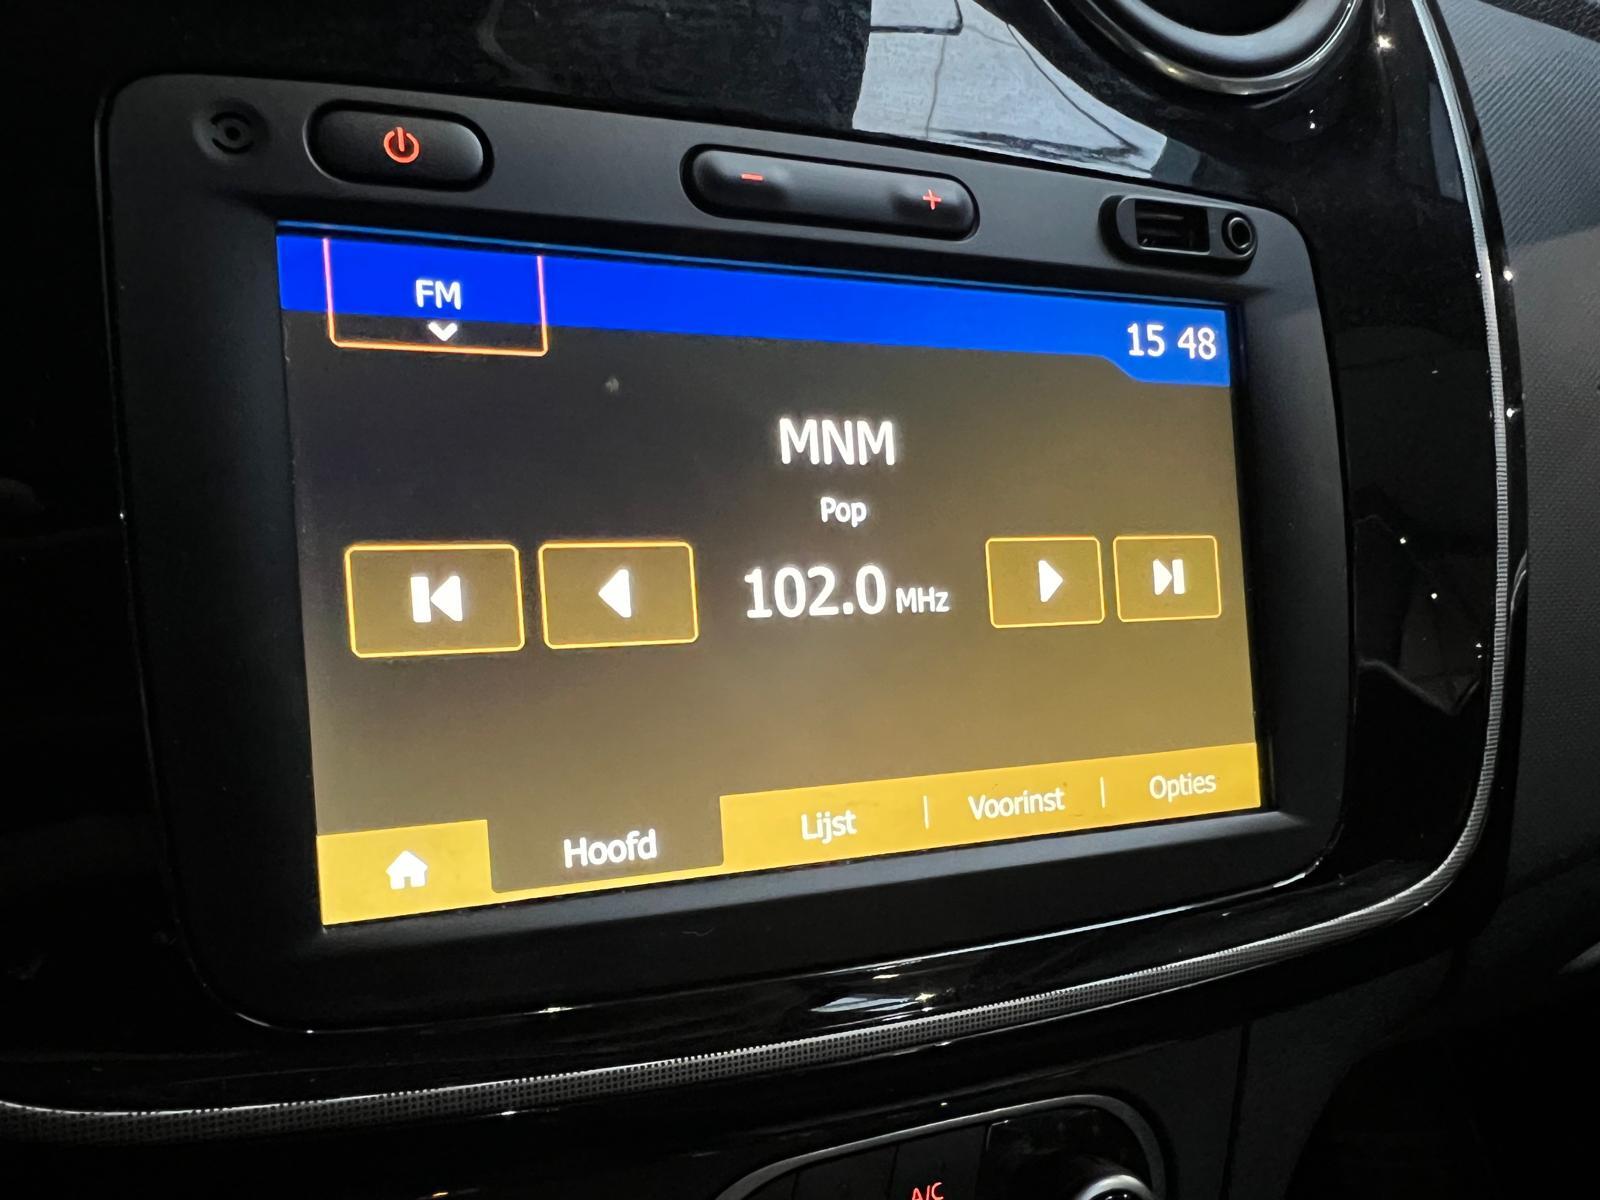 FM
15 48
MNM
Pop
102.0 MHz
Hoofd
Lijst
Voorinst
Opties
A/C